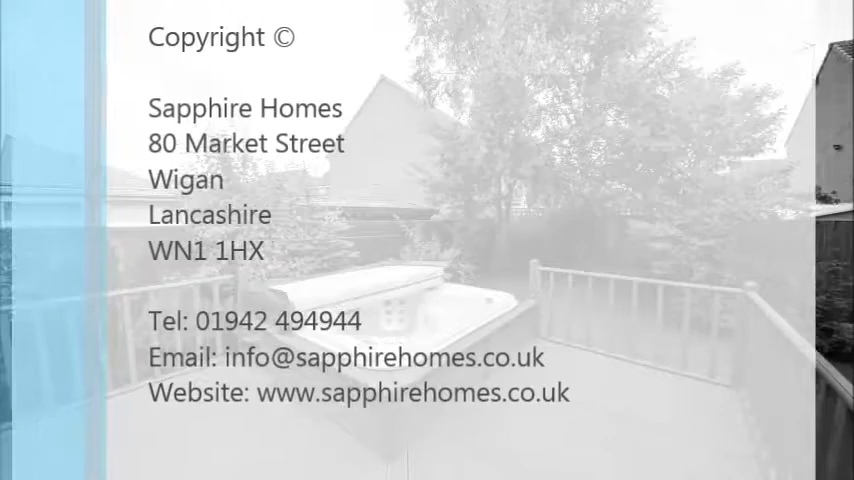 Copyright ©
Sapphire Homes
80 Market Street
Wigan
Lancashire
WN1 1HX
Tel: 01942 494944
Email: info@sapphirehomes.co.uk
Website: www.sapphirehomes.co.uk